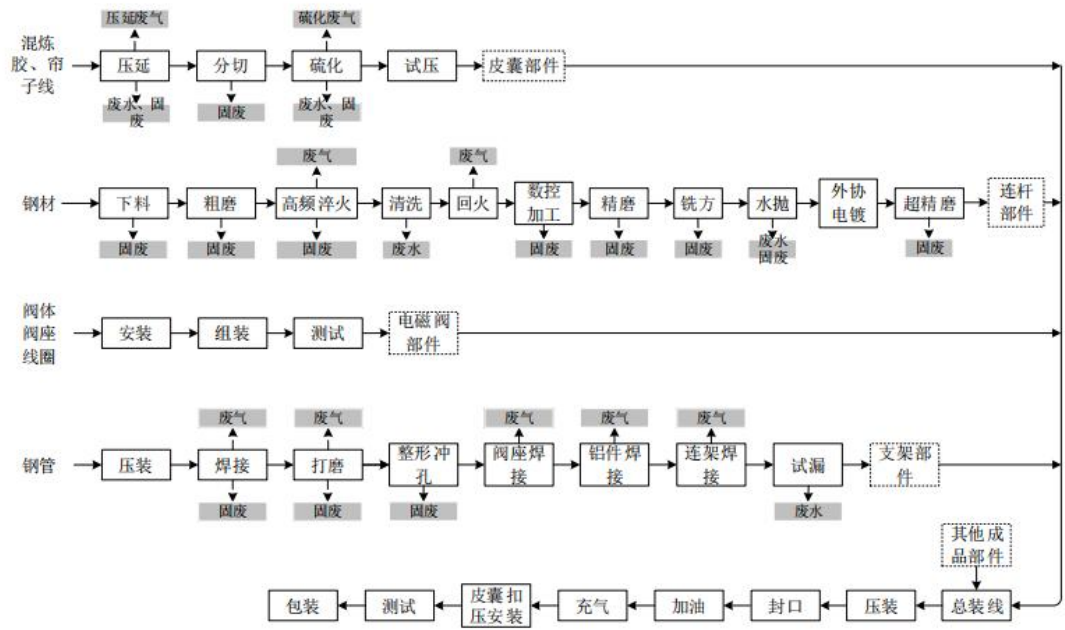 压延废气
硫化废气
混炼
胶、帘
子线
压延
分切
硫化
试压
皮囊部件
废水、固
废
固废
废水、固
废
废气
废气
钢材
下料
粗磨
高频淬火
清洗
回火
数控
加工
精磨
铣方
水抛
外协
电镀
超精磨
连杆
部件
固废
固废
固废
废水
固废
固废
固废
废水
固废
固废
阀体
阀座
线圈
安装
组装
测试
电磁阀
部件
废气
废气
废气
废气
废气
钢管
压装
焊接
打磨
整形冲
孔
阀座焊
接
铝件焊
接
连架焊
接
试漏
支架部
件
固废
固废
固废
废水
其他成
品部件
包装
测试
皮囊扣
压安装
充气
加油
封口
压装
总装线